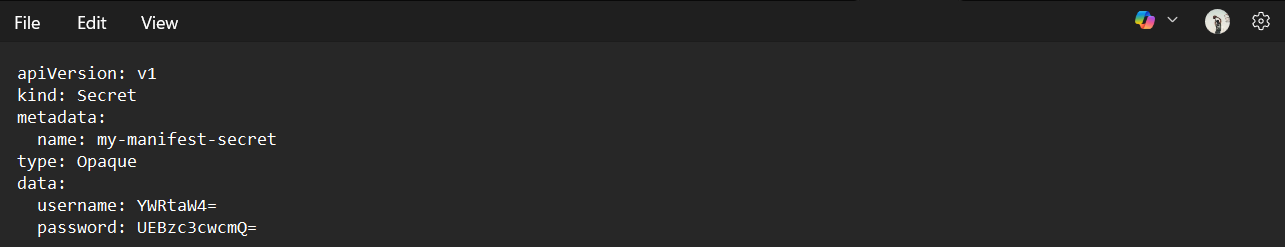 File Edit View
apiVersion: v1
kind: Secret
metadata:
  name: my-manifest-secret
type: Opaque
data:
  username: YWRtaW4=
  password: UEBzc3cwcmQ=